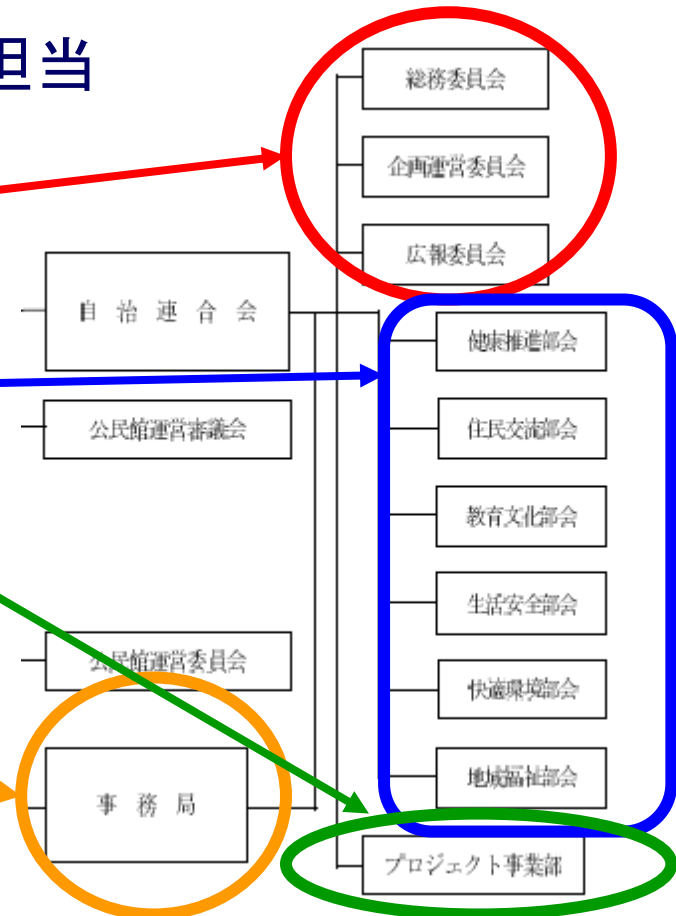 担当
総務委員会
企画運営委員会
広報委員会
自治連合会
健康推進部会
公民館運営審議会
住民交流部会
教育文化部会
生活安全部会
公民館運営委員会
快適環境部会
事務局
地域福祉部会
プロジェクト事業部